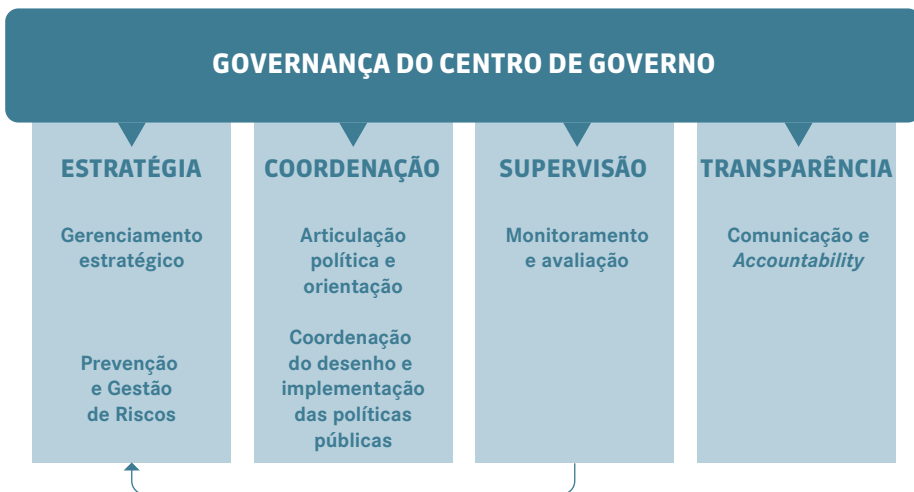 GOVERNANÇA DO CENTRO DE GOVERNO
ESTRATÉGIA
Gerenciamento
estratégico
Prevenção
e Gestão
de Riscos
COORDENAÇÃO
Articulação
política e
orientação
Coordenação
do desenho e
implementação
das políticas
públicas
SUPERVISÃO
Monitoramento
e avaliação
TRANSPARÊNCIA
Comunicação e
Accountability